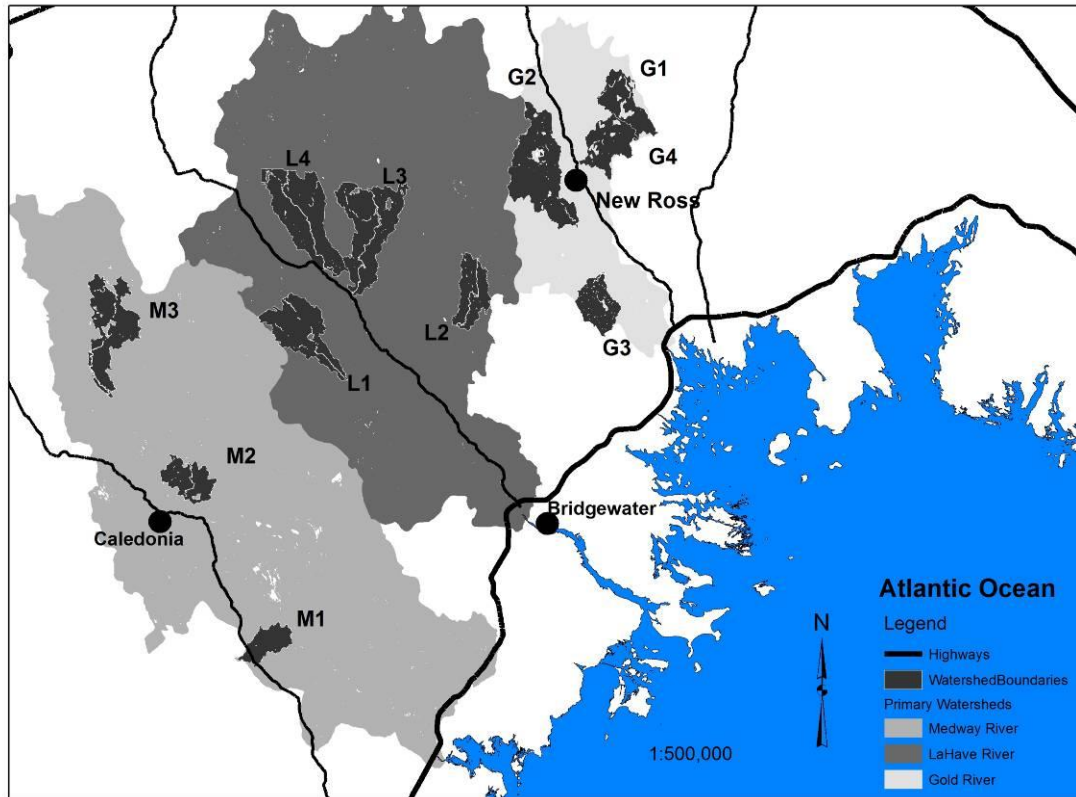 G1
G2
G4
L4
L3
New Ross
M3
L2
G3
L1
M2
Bridgewater
Caledonia
Atlantic Ocean
M1
N
Legend
Highways
WatershedBoundaries
Primary Watersheds
Medway River
1:500,000
LaHave River
Gold River